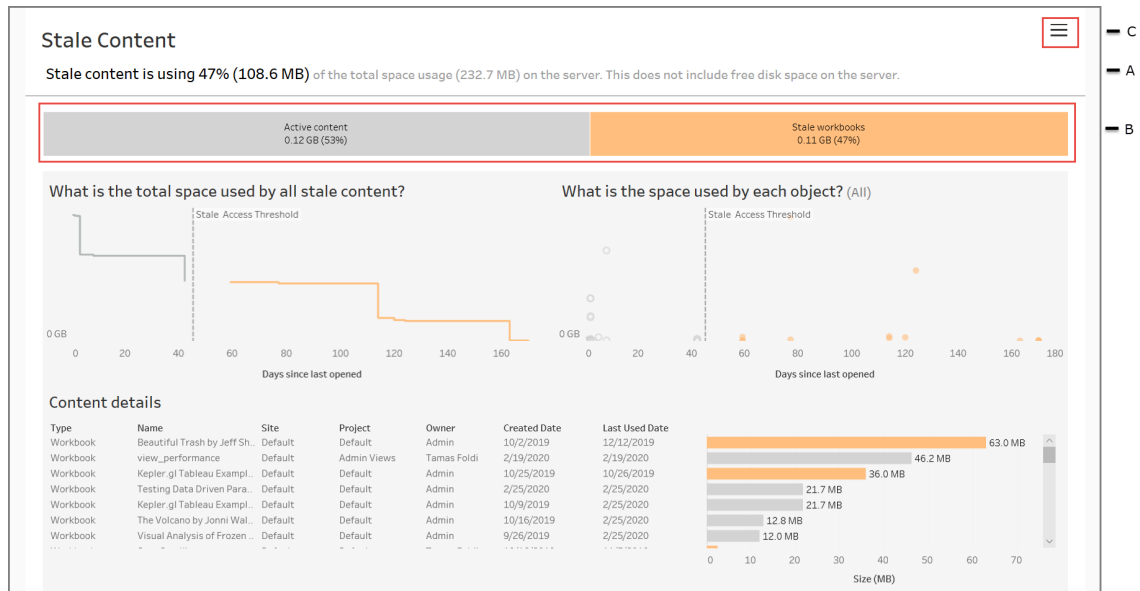 Stale Content
C
Stale content is using 47% (108.6 MB) of the total space usage (232.7 MB) on the server. This does not include free disk space on the server.
A
Active content
0.12 GB (53%)
Stale workbooks
0.11 GB (47%)
B
What is the total space used by all stale content?
Stale Access Threshold
0 GB
0 20 40 60 80 100 120 140 160
Days since last opened
What is the space used by each object? (All)
Stale Access Threshold
0 GB
0 20 40 60 80 100 120 140 160 180
Days since last opened
Content details
Type Name Site Project Owner Created Date Last Used Date
Workbook Beautiful Trash by Jeff Sh.. Default Default Admin 10/2/2019 12/12/2019 63.0 MB
Workbook view_performance Default Admin Views Tamas Foldi 2/19/2020 2/19/2020 46.2 MB
Workbook Kepler.gl Tableau Exampl.. Default Default Admin 10/25/2019 10/26/2019 36.0 MB
Workbook Testing Data Driven Para.. Default Default Admin 2/25/2020 2/25/2020 21.7 MB
Workbook Kepler.gl Tableau Exampl.. Default Default Admin 10/9/2019 2/25/2020 21.7 MB
Workbook The Volcano by Jonni Wal.. Default Default Admin 10/16/2019 2/25/2020 12.8 MB
Workbook Visual Analysis of Frozen .. Default Default Admin 9/26/2019 2/25/2020 12.0 MB
0 10 20 30 40 50 60 70
Size (MB)